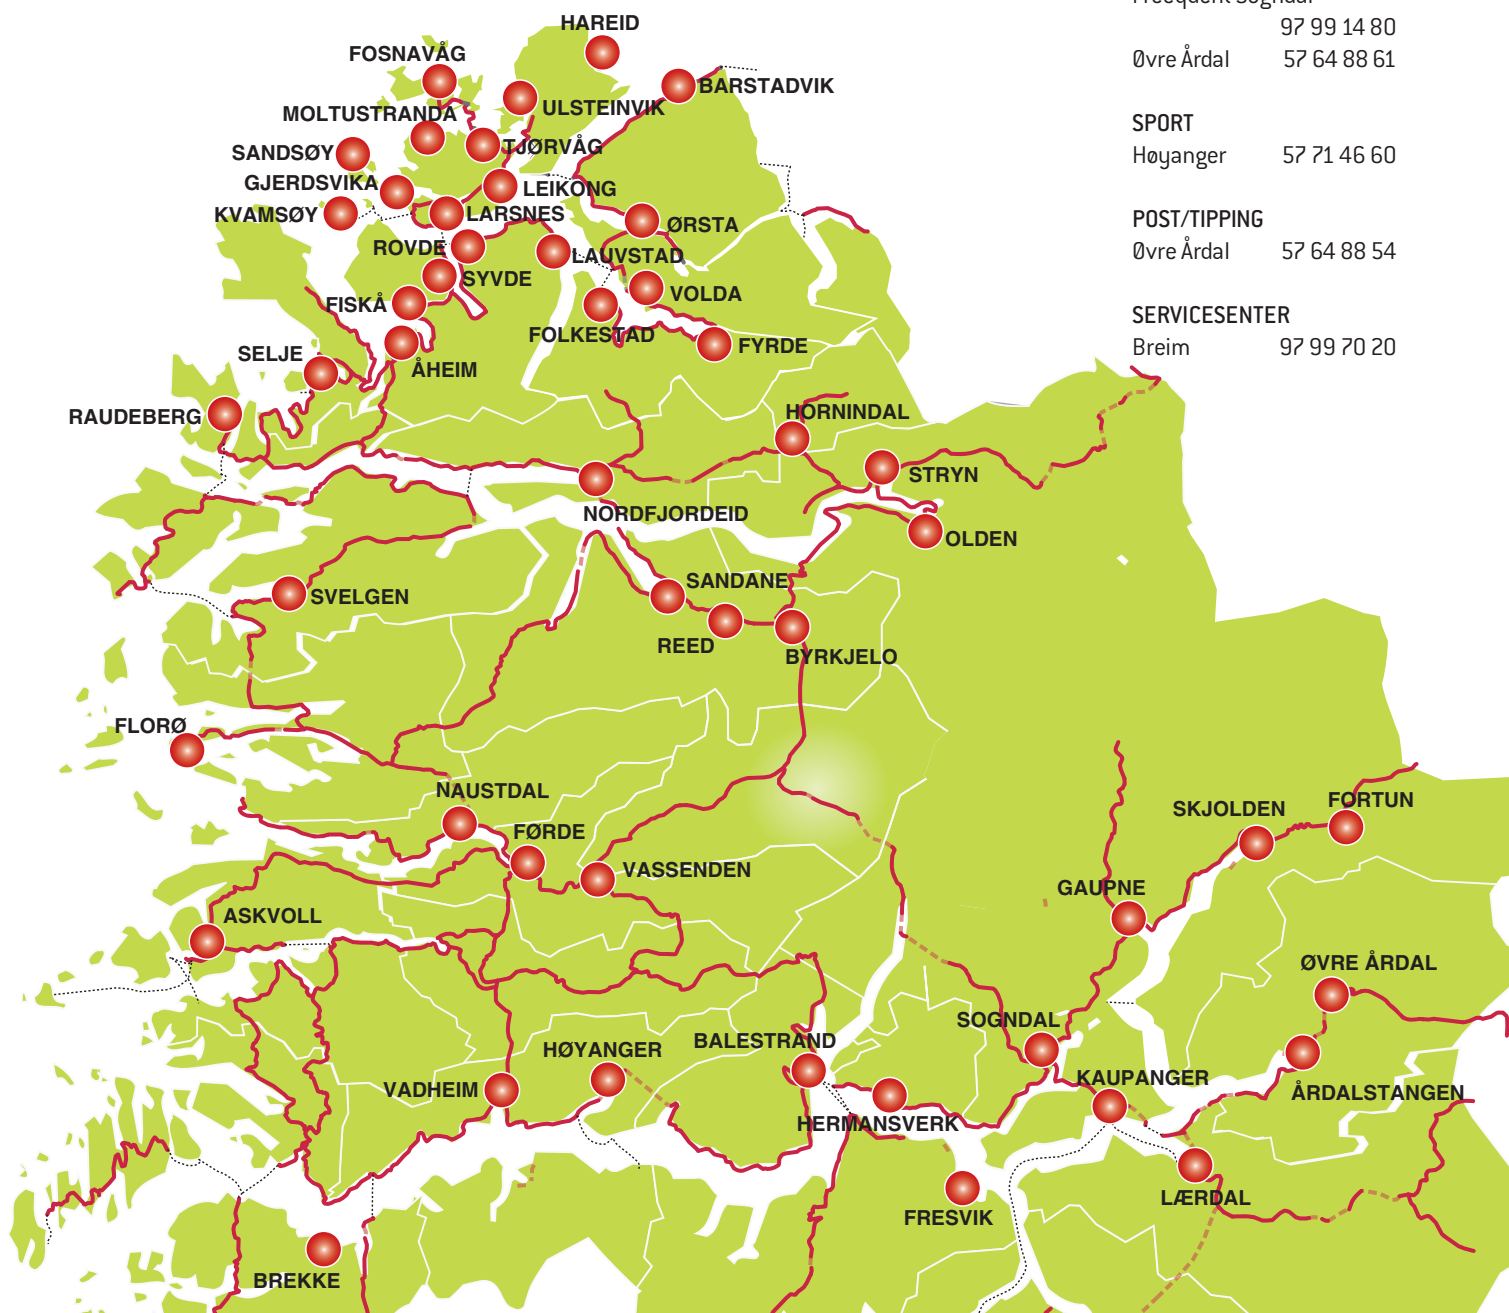 97 99 14 80
Øvre Årdal 57 64 88 61
SPORT
Høyanger 57 71 46 60
POST/TIPPING
Øvre Årdal 57 64 88 54
SERVICESENTER
Breim 97 99 70 20
HAREID
FOSNAVÅG
BARSTADVIK
ULSTEINVIK
MOLTUSTRANDA
TJØRVÅG
SANDSØY
GJERDSVIKA
LEIKONG
KVAMSØY
LARSNES
ØRSTA
ROVDE
LAUVSTAD
SYVDE
VOLDA
FISKÅ
FOLKESTAD
FYRDE
SELJE
ÅHEIM
RAUDEBERG
HORNINDAL
STRYN
NORDFJORDEID
OLDEN
SANDANE
SVELGEN
REED
BYRKJELO
FLORØ
NAUSTDAL
FØRDE
SKJOLDEN
FORTUN
VASSENDEN
GAUPNE
ASKVOLL
ØVRE ÅRDAL
SOGNDAL
BALESTRAND
HØYANGER
KAUPANGER
VADHEIM
ÅRDALSTANGEN
HERMANSVERK
LÆRDAL
FRESVIK
BREKKE